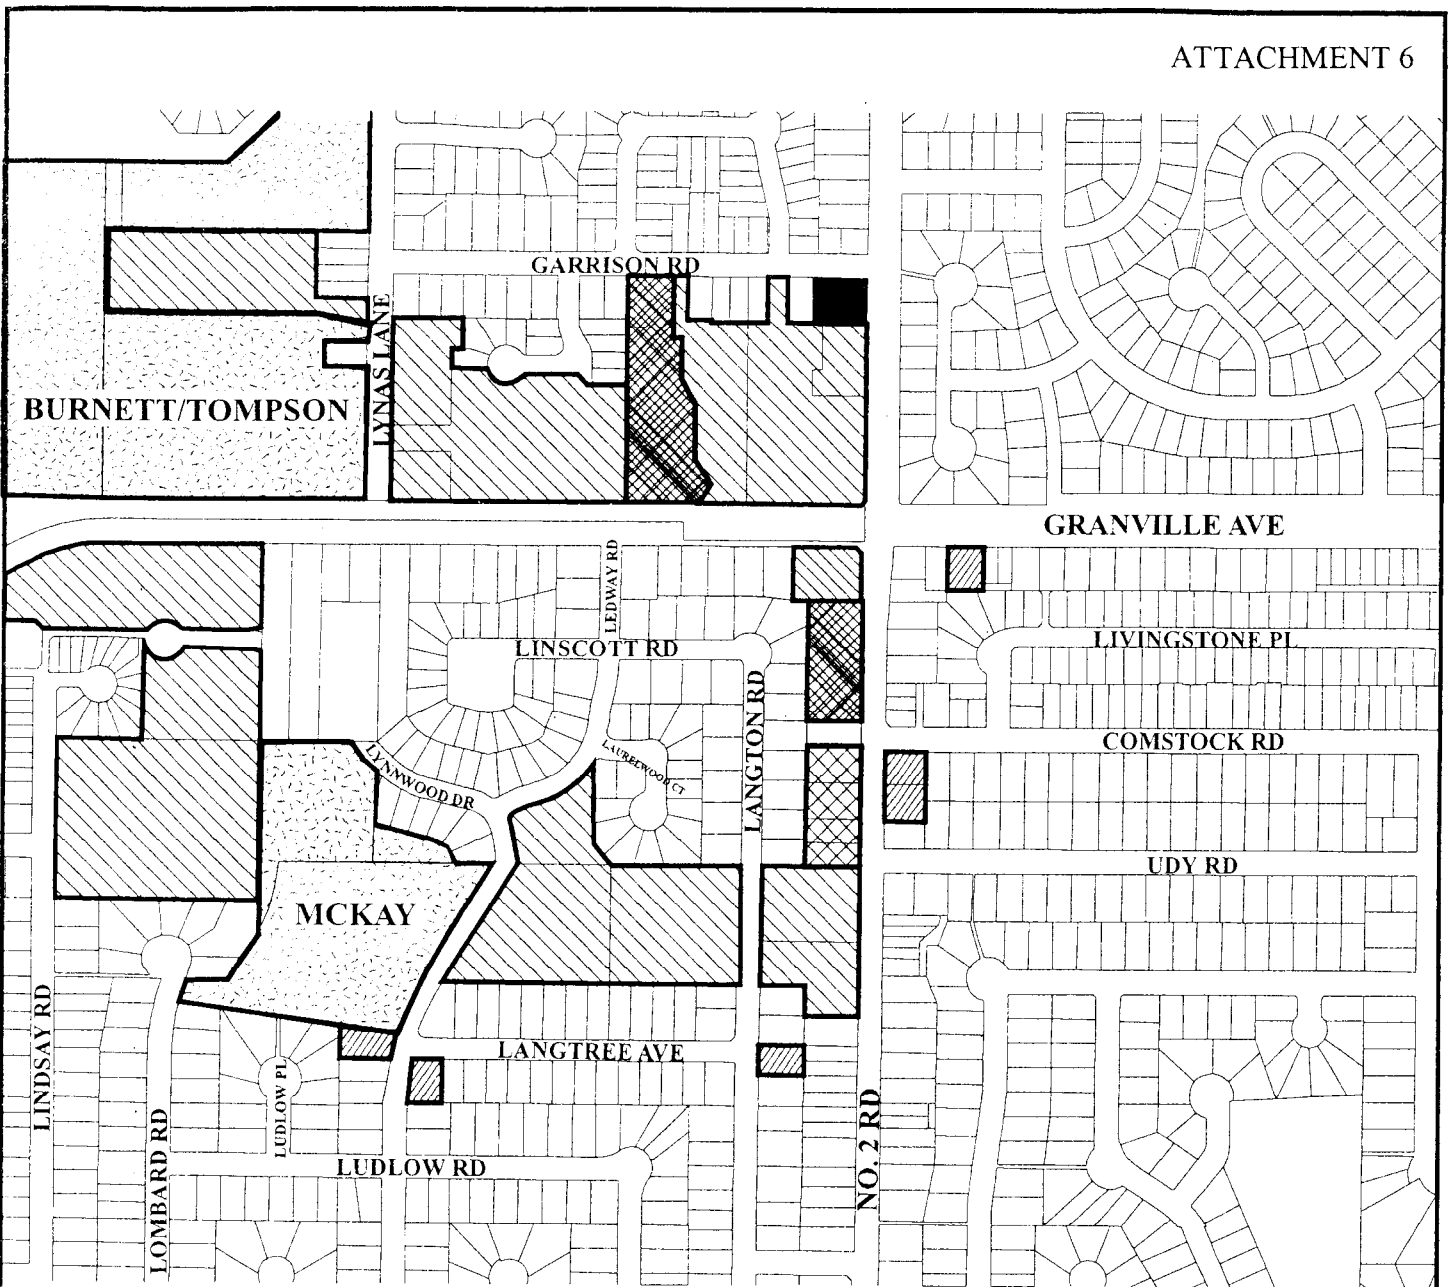 ATTACHMENT 6
GARRISON RD
LYNAS LANE
BURNETT/TOMPSON
GRANVILLE AVE
LEDWAY RD
LINSCOTT RD
LIVINGSTONE PL
LANGTON RD
COMSTOCK RD
LYNNWOOD DR
LAURELWOOD CT
UDY RD
MCKAY
LINDSAY RD
LANGTREE AVE
LUDLOW PL
NO. 2 RD
LOMBARD RD
LUDLOW RD